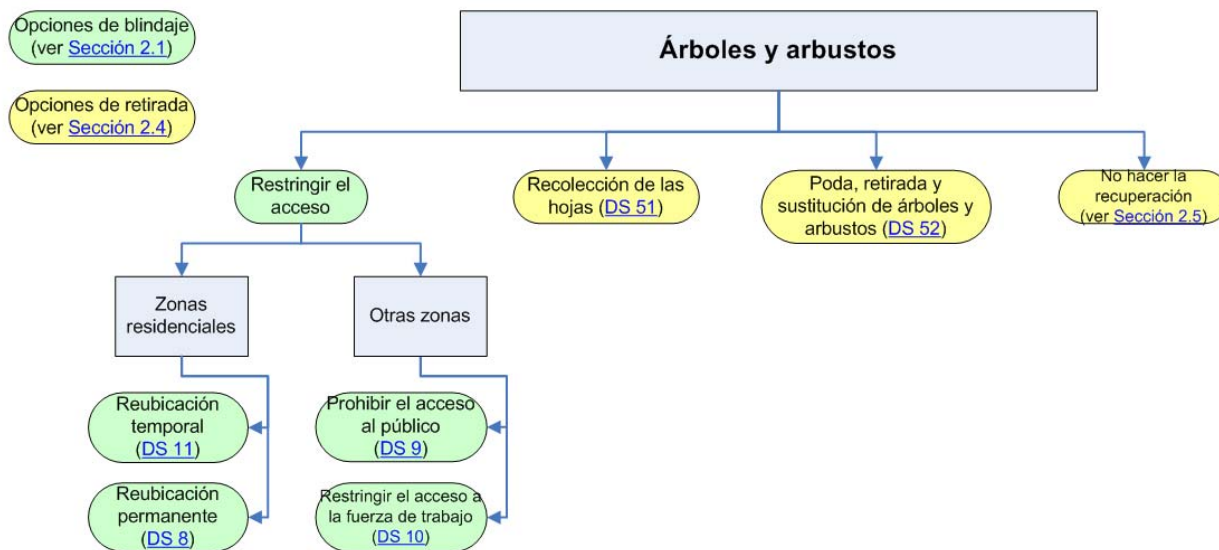 Opciones de blindaje
(ver Sección 2.1)
Opciones de retirada
(ver Sección 2.4)
Árboles y arbustos
Restringir el
acceso
Recolección de las
hojas (DS 51)
Poda, retirada y
sustitución de árboles y
arbustos (DS 52)
No hacer la
recuperación
(ver Sección 2.5)
Zonas
residenciales
Otras zonas
Reubicación
temporal
(DS 11)
Reubicación
permanente
(DS 8)
Prohibir el acceso
al público
(DS 9)
Restringir el acceso a
la fuerza de trabajo
(DS 10)